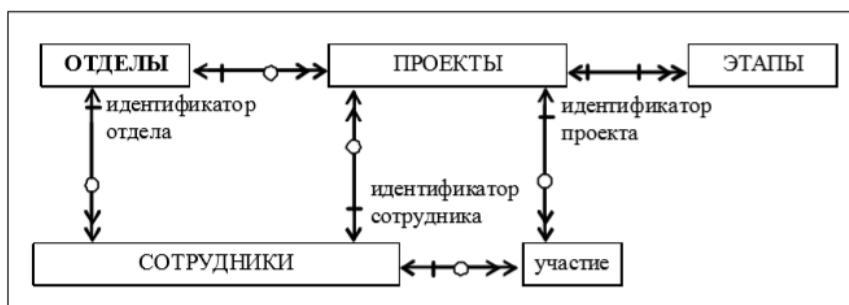 ОТДЕЛЫ
ПРОЕКТЫ
ЭТАПЫ
идентификатор
отдела
идентификатор
проекта
идентификатор
сотрудника
СОТРУДНИКИ
участие